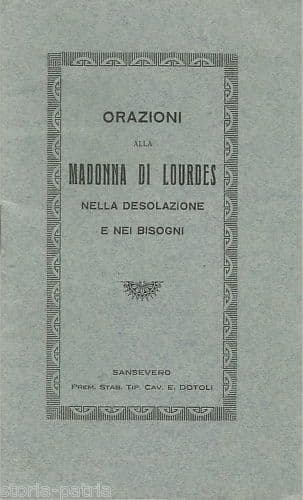 ORAZIONI
ALLA
MADONNA DI LOURDES
NELLA DESOLAZIONE
E NEI BISOGNI
SANSEVERO
PREM. STAB. TIP. CAV. E. DOTOLI
storia-patria